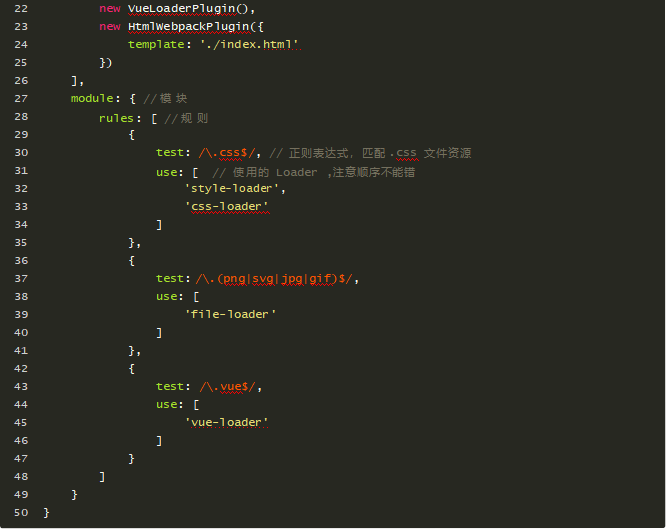 22 new VueLoaderPlugin(),
23 new HtmlWebpackPlugin({
24 template: './index.html'
25 })
26 ],
27 module: { //模 块
28 rules: [ //规 则
29 {
30 test: /\.css$/, // 正则表达式，匹配 .css 文件资源
31 use: [ // 使用的 Loader ,注意顺序不能错
32 'style-loader',
33 'css-loader'
34 ]
35 },
36 {
37 test: /\.(png|svg|jpg|gif)$/,
38 use: [
39 'file-loader'
40 ]
41 },
42 {
43 test: /\.vue$/,
44 use: [
45 'vue-loader'
46 ]
47 }
48 ]
49 }
50 }